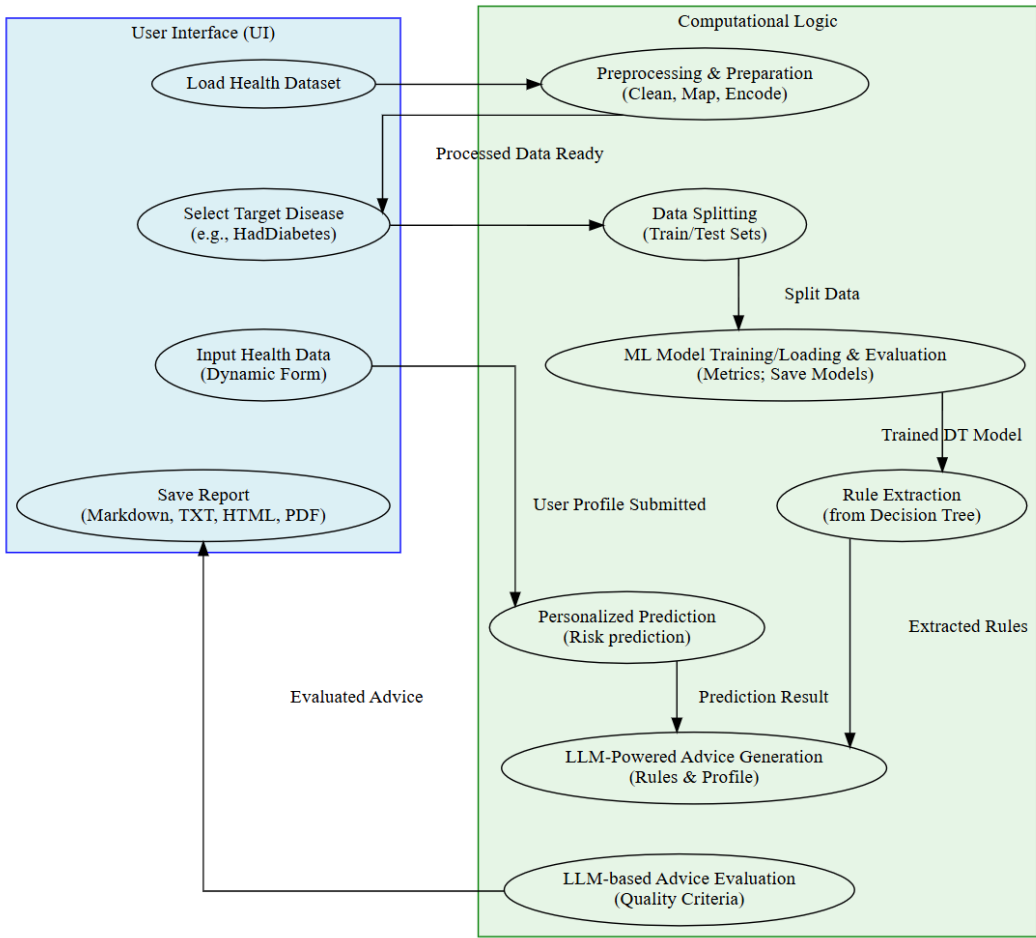 User Interface (UI)
Computational Logic
Load Health Dataset
Preprocessing & Preparation
(Clean, Map, Encode)
Processed Data Ready
Select Target Disease
(e.g., HadDiabetes)
Data Splitting
(Train/Test Sets)
Split Data
Input Health Data
(Dynamic Form)
ML Model Training/Loading & Evaluation
(Metrics; Save Models)
Trained DT Model
Save Report
(Markdown, TXT, HTML, PDF)
User Profile Submitted
Rule Extraction
(from Decision Tree)
Personalized Prediction
(Risk prediction)
Extracted Rules
Evaluated Advice
Prediction Result
LLM-Powered Advice Generation
(Rules & Profile)
LLM-based Advice Evaluation
(Quality Criteria)